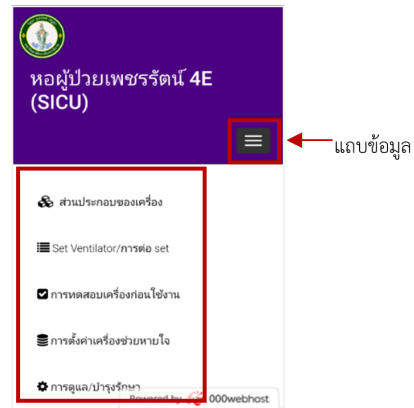 หอผู้ป่วยเพชรรัตน์ 4E
(SICU)
แถบข้อมูล
ส่วนประกอบของเครื่อง
Set Ventilator/การต่อ set
การทดสอบเครื่องก่อนใช้งาน
การตั้งค่าเครื่องช่วยหายใจ
การดูแล/บำรุงรักษา
Powered by 000webhost